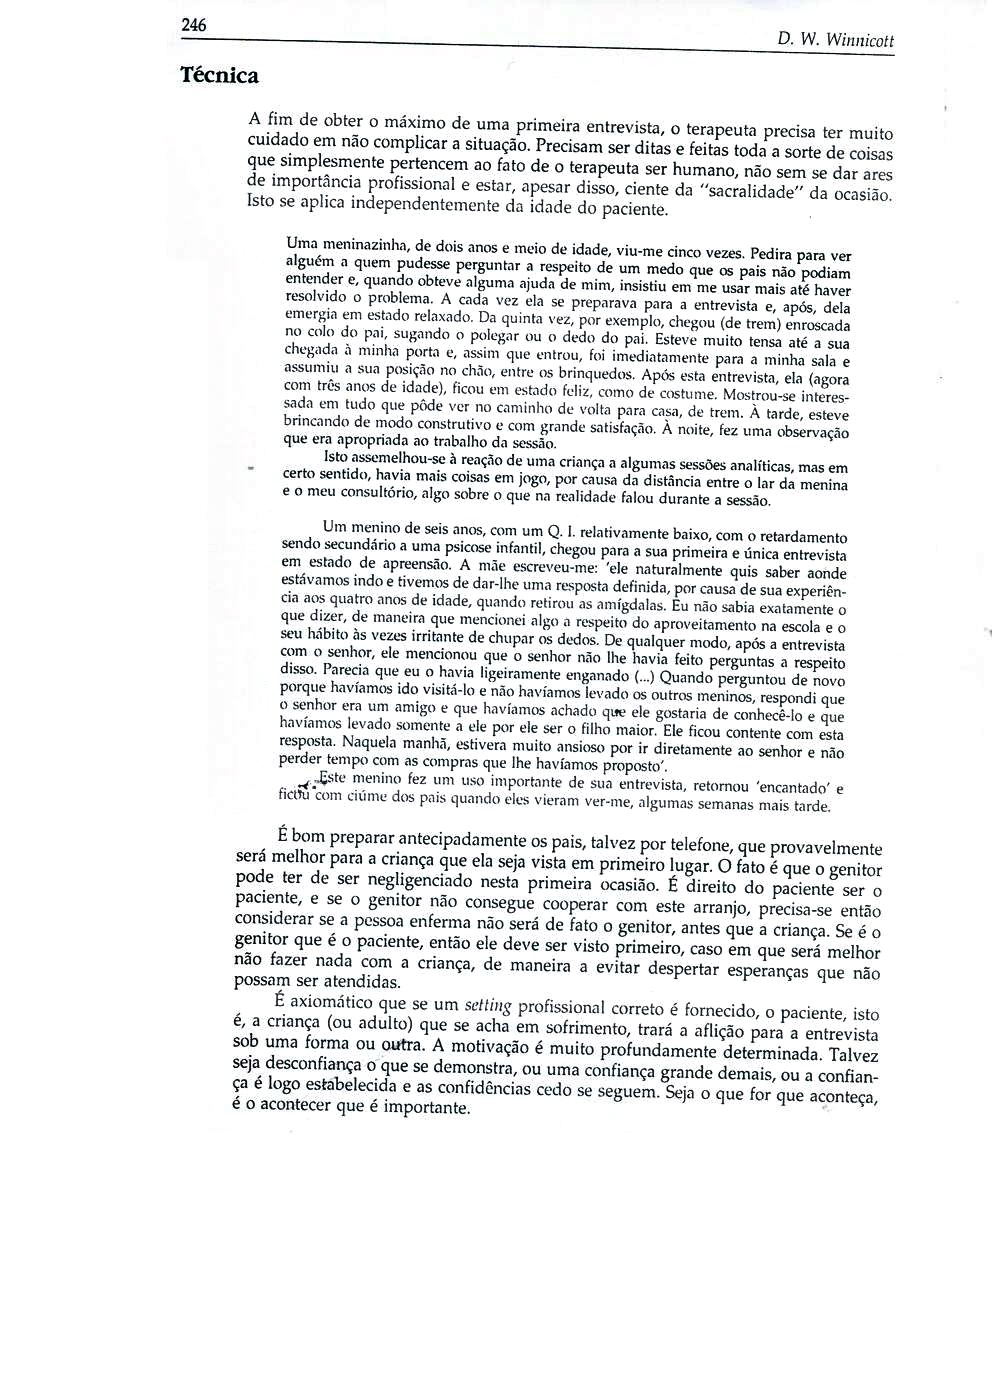 246
D. W. Winnicott
Técnica
A fim de obter o máximo de uma primeira entrevista, o terapeuta precisa ter muito
cuidado em não complicar a situação. Precisam ser ditas e feitas toda a sorte de coisas
que simplesmente pertencem ao fato de o terapeuta ser humano, não sem se dar ares
de importância profissional e estar, apesar disso, ciente da "sacralidade" da ocasião.
Isto se aplica independentemente da idade do paciente.
Uma meninazinha, de dois anos e meio de idade, viu-me cinco vezes. Pedira para ver
alguém a quem pudesse perguntar a respeito de um medo que os pais não podiam
entender e, quando obteve alguma ajuda de mim, insistiu em me usar mais até haver
resolvido o problema. A cada vez ela se preparava para a entrevista e, após, dela
emergia em estado relaxado. Da quinta vez, por exemplo, chegou (de trem) enroscada
no colo do pai, sugando o polegar ou o dedo do pai. Esteve muito tensa até a sua
chegada à minha porta e, assim que entrou, foi imediatamente para a minha sala e
assumiu a sua posição no chão, entre os brinquedos. Após esta entrevista, ela (agora
com três anos de idade), ficou em estado feliz, como de costume. Mostrou-se interes-
sada em tudo que pôde ver no caminho de volta para casa, de trem. À tarde, esteve
brincando de modo construtivo e com grande satisfação. À noite, fez uma observação
que era apropriada ao trabalho da sessão.
Isto assemelhou-se à reação de uma criança a algumas sessões analíticas, mas em
certo sentido, havia mais coisas em jogo, por causa da distância entre o lar da menina
e o meu consultório, algo sobre o que na realidade falou durante a sessão.
Um menino de seis anos, com um Q. I. relativamente baixo, com o retardamento
sendo secundário a uma psicose infantil, chegou para a sua primeira e única entrevista
em estado de apreensão. A mãe escreveu-me: 'ele naturalmente quis saber aonde
estávamos indo e tivemos de dar-lhe uma resposta definida, por causa de sua experiên-
cia aos quatro anos de idade, quando retirou as amígdalas. Eu não sabia exatamente o
que dizer, de maneira que mencionei algo a respeito do aproveitamento na escola e o
seu hábito às vezes irritante de chupar os dedos. De qualquer modo, após a entrevista
com o senhor, ele mencionou que o senhor não lhe havia feito perguntas a respeito
disso. Parecia que eu o havia ligeiramente enganado (...) Quando perguntou de novo
porque havíamos ido visitá-lo e não havíamos levado os outros meninos, respondi que
o senhor era um amigo e que havíamos achado que ele gostaria de conhecê-lo e que
havíamos levado somente a ele por ele ser o filho maior. Ele ficou contente com esta
resposta. Naquela manhã, estivera muito ansioso por ir diretamente ao senhor e não
perder tempo com as compras que lhe havíamos proposto'.
Este menino fez um uso importante de sua entrevista, retornou 'encantado' e
ficou com ciúme dos pais quando eles vieram ver-me, algumas semanas mais tarde.
É bom preparar antecipadamente os pais, talvez por telefone, que provavelmente
será melhor para a criança que ela seja vista em primeiro lugar. O fato é que o genitor
pode ter de ser negligenciado nesta primeira ocasião. É direito do paciente ser o
paciente, e se o genitor não consegue cooperar com este arranjo, precisa-se então
considerar se a pessoa enferma não será de fato o genitor, antes que a criança. Se é o
genitor que é o paciente, então ele deve ser visto primeiro, caso em que será melhor
não fazer nada com a criança, de maneira a evitar despertar esperanças que não
possam ser atendidas.
É axiomático que se um setting profissional correto é fornecido, o paciente, isto
é, a criança (ou adulto) que se acha em sofrimento, trará a aflição para a entrevista
sob uma forma ou outra. A motivação é muito profundamente determinada. Talvez
seja desconfiança o que se demonstra, ou uma confiança grande demais, ou a confian-
ça é logo estabelecida e as confidências cedo se seguem. Seja o que for que aconteça,
é o acontecer que é importante.